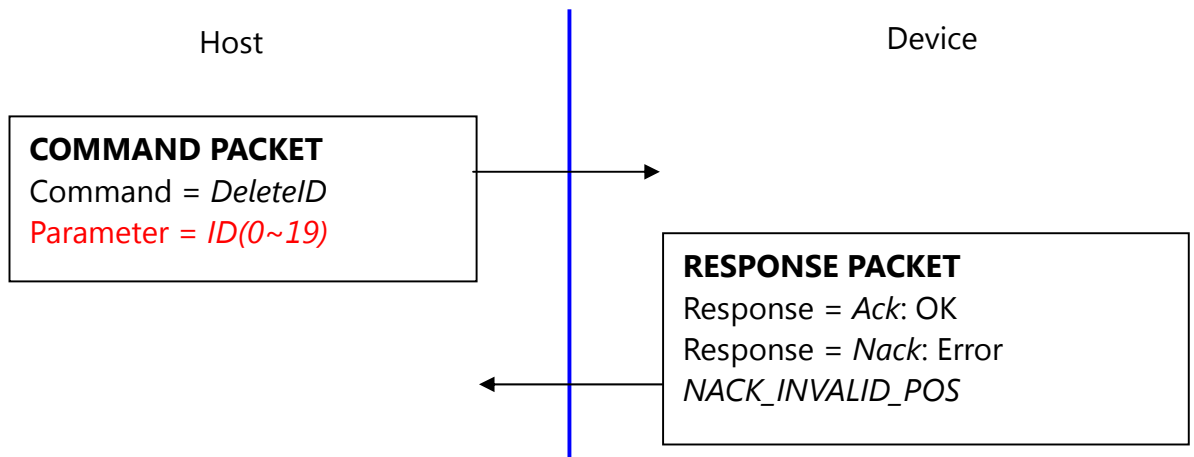 Host
Device
COMMAND PACKET
Command = DeleteID
Parameter = ID(0~19)
RESPONSE PACKET
Response = Ack: OK
Response = Nack: Error
NACK_INVALID_POS